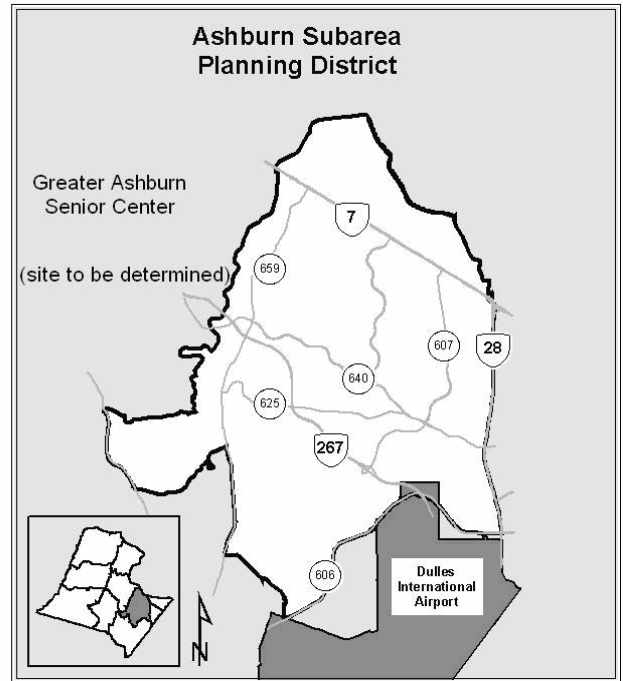 Ashburn Subarea
Planning District
Greater Ashburn
Senior Center
(site to be determined)
7
659
607
28
640
625
267
606
Dulles
International
Airport
N